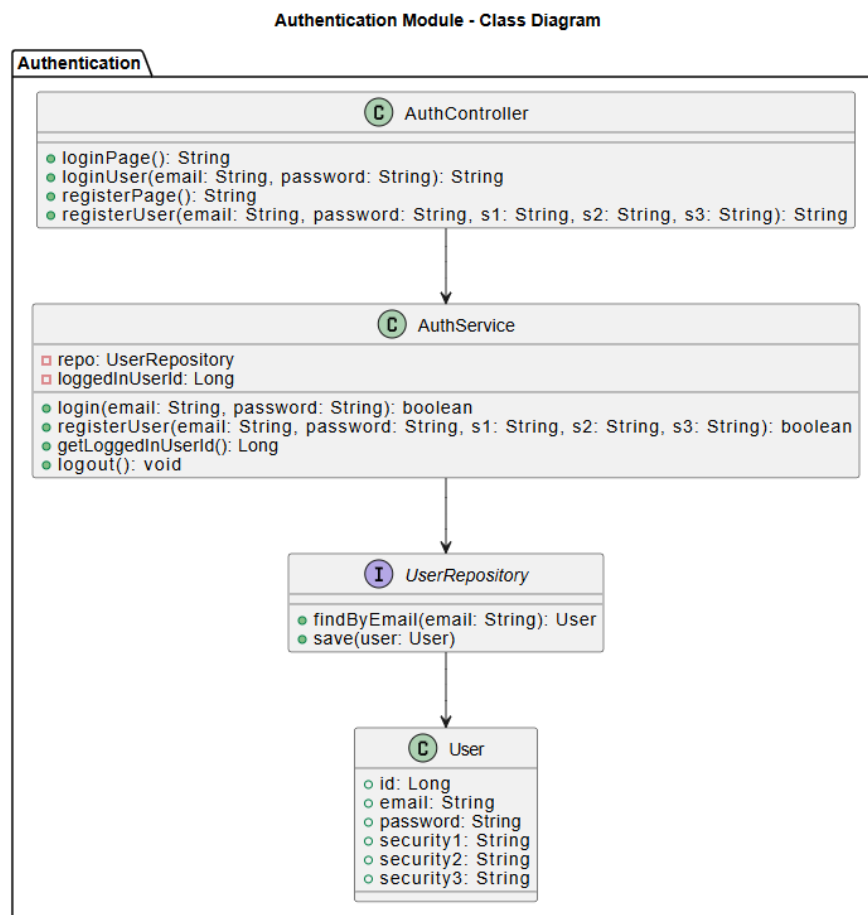 Authentication Module - Class Diagram
Authentication
C AuthController
loginPage(): String
loginUser(email: String, password: String): String
registerPage(): String
registerUser(email: String, password: String, s1: String, s2: String, s3: String): String
C AuthService
repo: UserRepository
loggedInUserId: Long
login(email: String, password: String): boolean
registerUser(email: String, password: String, s1: String, s2: String, s3: String): boolean
getLoggedInUserId(): Long
logout(): void
I UserRepository
findByEmail(email: String): User
save(user: User)
C User
id: Long
email: String
password: String
security1: String
security2: String
security3: String